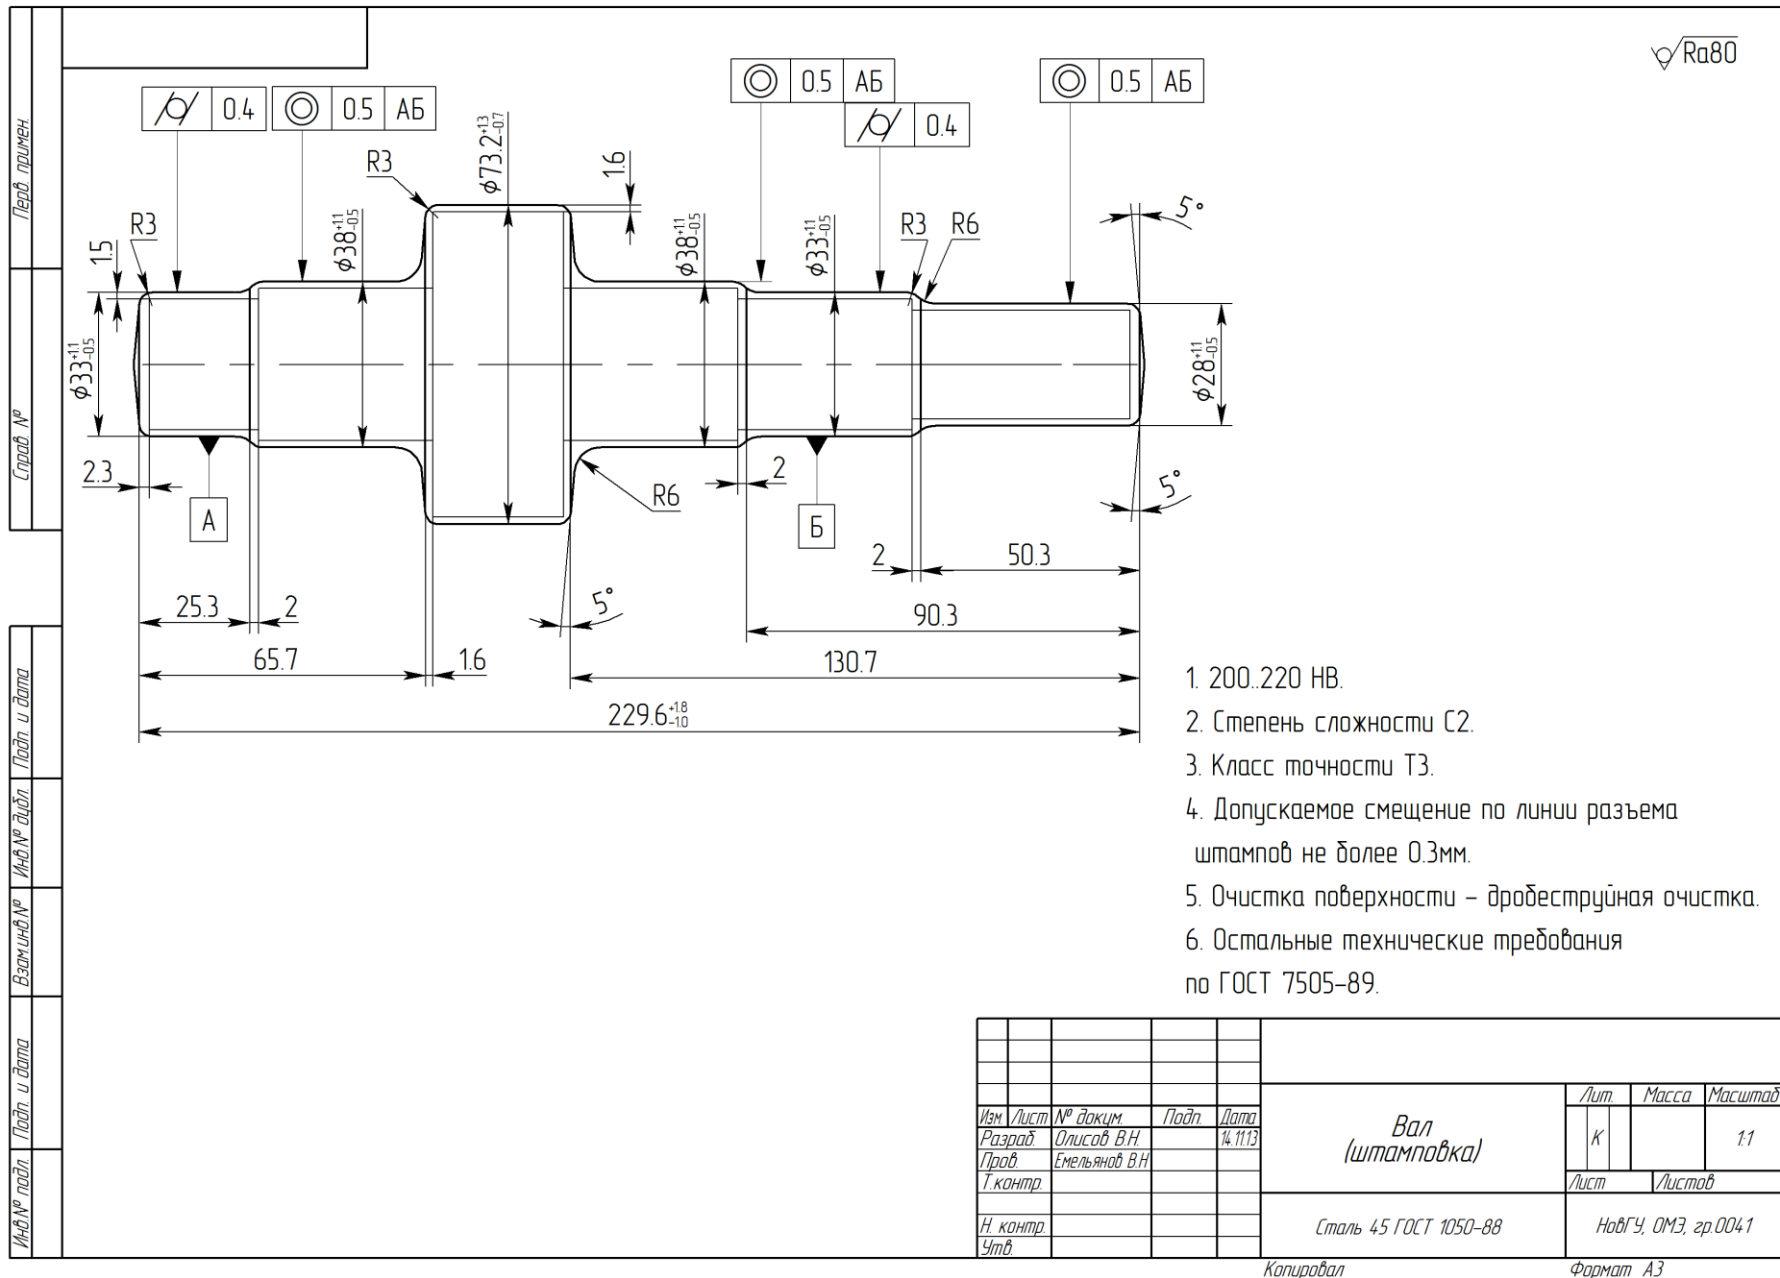 Ra80
0.5 АБ
0.5 АБ
0.4
0.5 АБ
0.4
R3
⌀73.2 +1.3 -0.7
1.6
5°
R3
1.5
⌀38 +1.1 -0.5
⌀38 +1.1 -0.5
⌀33 +1.1 -0.5
R3
R6
⌀33 +1.1 -0.5
⌀28 +1.1 -0.5
2.3
А
R6
2
Б
5°
2
50.3
25.3
2
5°
90.3
65.7
1.6
130.7
229.6 +1.8 -1.0
1. 200..220 HB.
2. Степень сложности С2.
3. Класс точности Т3.
4. Допускаемое смещение по линии разъема
штампов не более 0.3мм.
5. Очистка поверхности – дробеструйная очистка.
6. Остальные технические требования
по ГОСТ 7505–89.
Перв. примен.
Справ. №
Подп. и дата
Инв.№ дубл.
Взам.инв.№
Подп. и дата
Инв.№ подл.
Изм. Лист № докум. Подп. Дата
Разраб. Олисов В.Н. 14.11.13
Пров. Емельянов В.Н
Т.контр.
Н. контр.
Утв.
Вал
(штамповка)
Сталь 45 ГОСТ 1050–88
Лит. Масса Масштаб
К 1:1
Лист Листов
НовГУ, ОМЭ, гр.0041
Копировал Формат А3